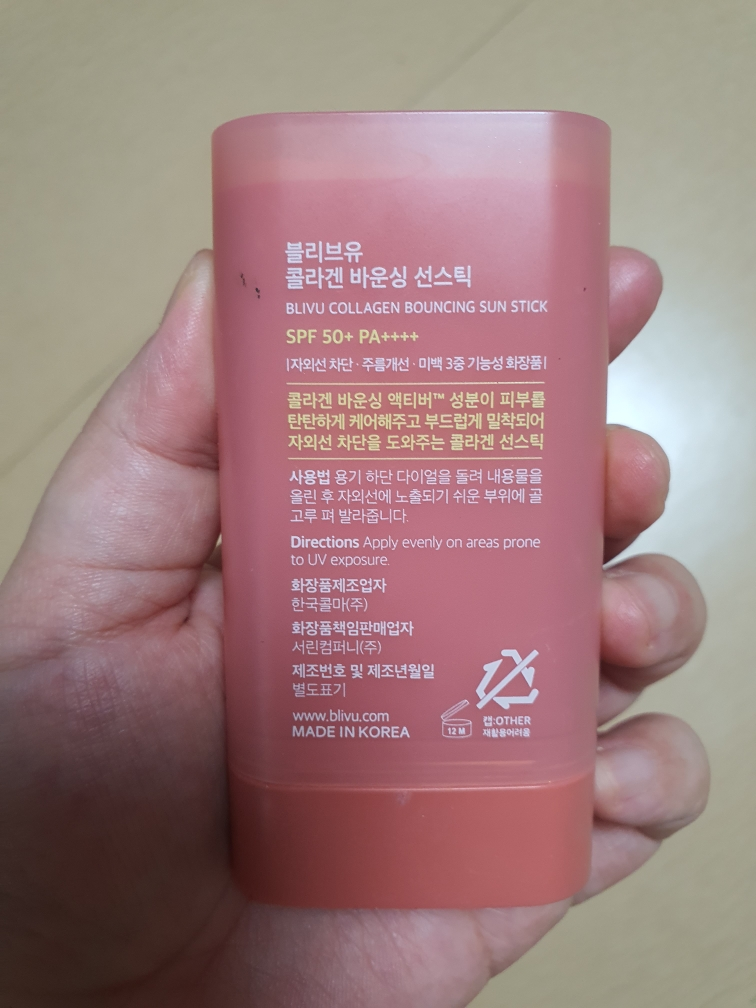 블리브유
콜라겐 바운싱 선스틱
BLIVU COLLAGEN BOUNCING SUN STICK
SPF 50+ PA++++
|자외선 차단 · 주름개선 · 미백 3중 기능성 화장품|
콜라겐 바운싱 액티버™ 성분이 피부를
탄탄하게 케어해주고 부드럽게 밀착되어
자외선 차단을 도와주는 콜라겐 선스틱
사용법 용기 하단 다이얼을 돌려 내용물을
올린 후 자외선에 노출되기 쉬운 부위에 골
고루 펴 발라줍니다.
Directions Apply evenly on areas prone
to UV exposure.
화장품제조업자
한국콜마(주)
화장품책임판매업자
서린컴퍼니(주)
제조번호 및 제조년월일
별도표기
www.blivu.com
MADE IN KOREA
12 M
캡:OTHER
재활용어려움